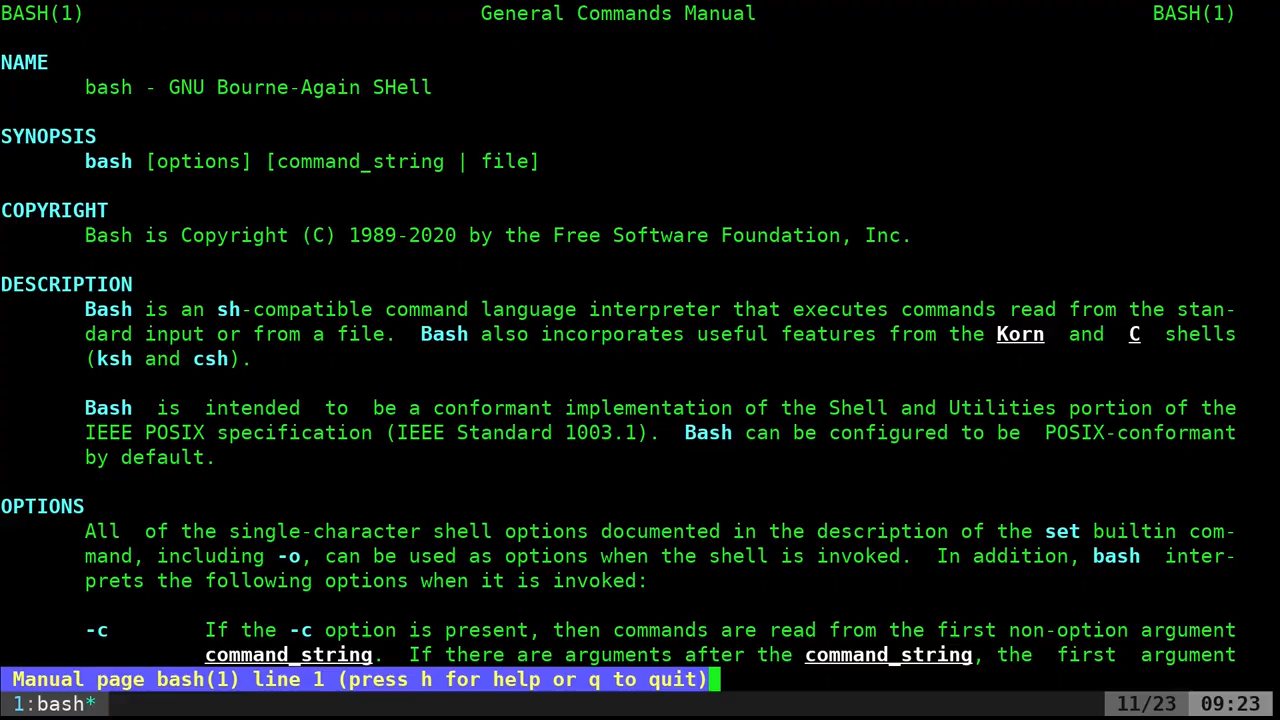 BASH(1) General Commands Manual BASH(1)
NAME
bash - GNU Bourne-Again SHell
SYNOPSIS
bash [options] [command_string | file]
COPYRIGHT
Bash is Copyright (C) 1989-2020 by the Free Software Foundation, Inc.
DESCRIPTION
Bash is an sh-compatible command language interpreter that executes commands read from the stan-
dard input or from a file. Bash also incorporates useful features from the Korn and C shells
(ksh and csh).
Bash is intended to be a conformant implementation of the Shell and Utilities portion of the
IEEE POSIX specification (IEEE Standard 1003.1). Bash can be configured to be POSIX-conformant
by default.
OPTIONS
All of the single-character shell options documented in the description of the set builtin com-
mand, including -o, can be used as options when the shell is invoked. In addition, bash inter-
prets the following options when it is invoked:
-c If the -c option is present, then commands are read from the first non-option argument
command_string. If there are arguments after the command_string, the first argument
Manual page bash(1) line 1 (press h for help or q to quit)
1:bash* 11/23 09:23